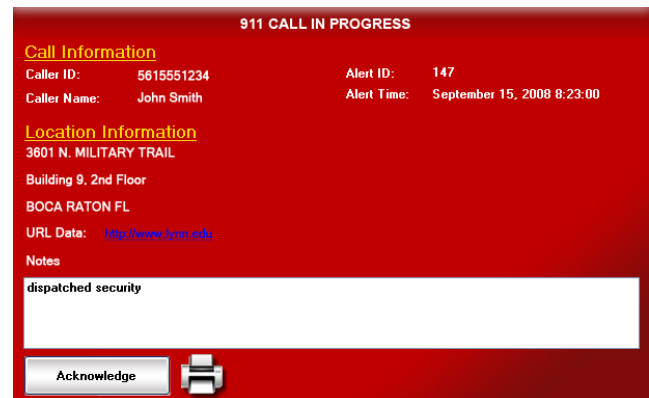 911 CALL IN PROGRESS
Call Information
Caller ID: 5615551234 Alert ID: 147
Caller Name: John Smith Alert Time: September 15, 2008 8:23:00
Location Information
3601 N. MILITARY TRAIL
Building 9, 2nd Floor
BOCA RATON FL
URL Data: http://www.lynn.edu
Notes
dispatched security
Acknowledge